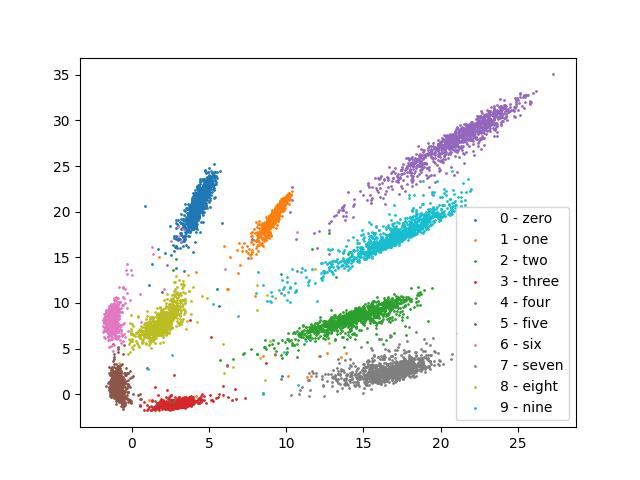 35
30
25
20
15
10
5
0
0 5 10 15 20 25
0 - zero
1 - one
2 - two
3 - three
4 - four
5 - five
6 - six
7 - seven
8 - eight
9 - nine